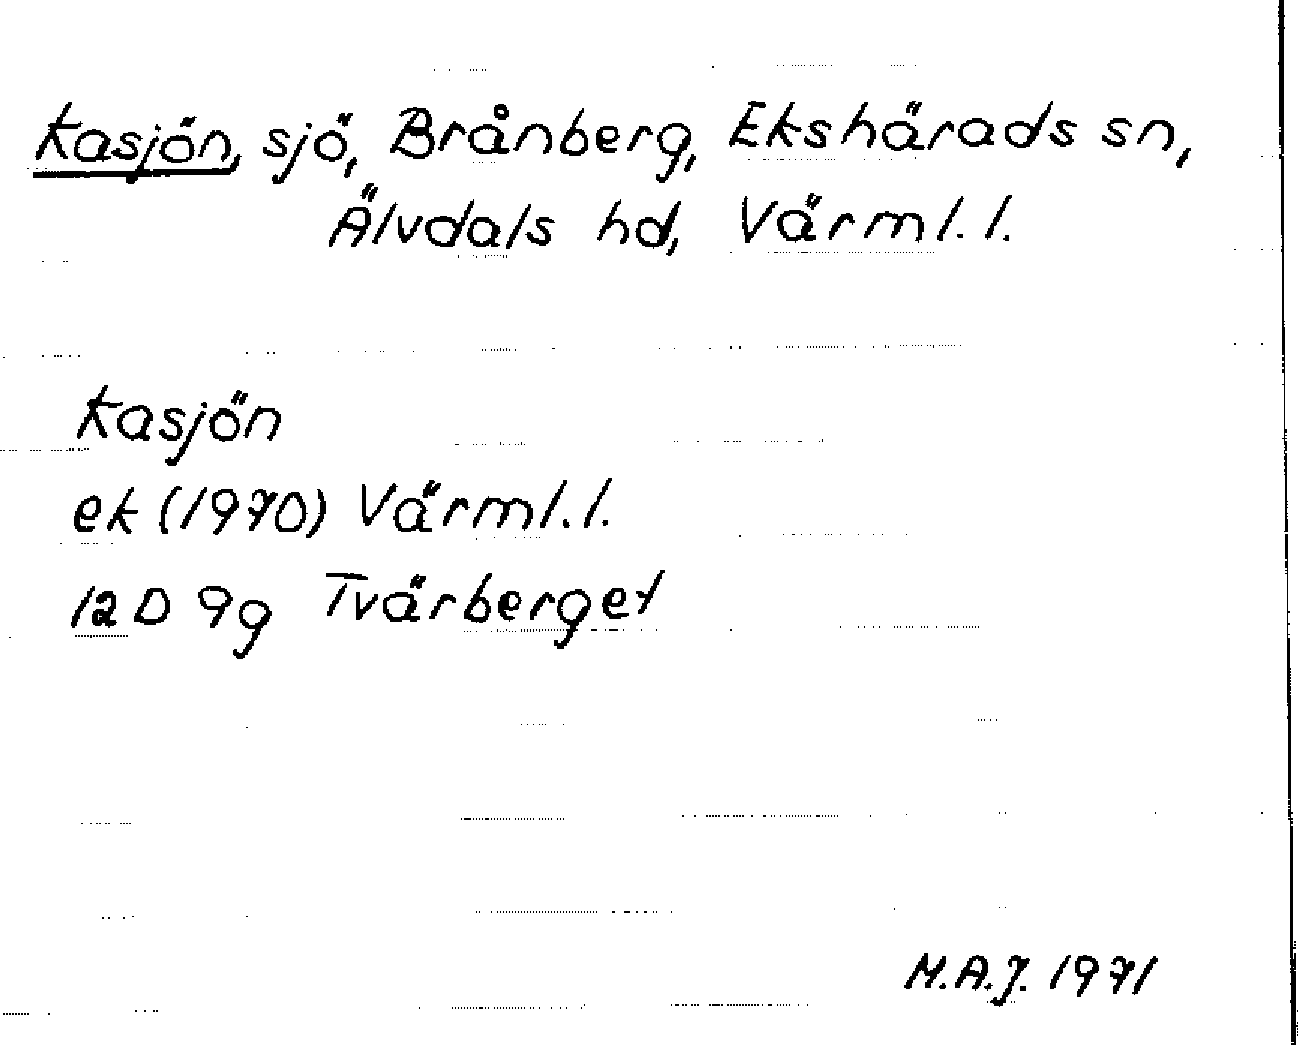 Kasjön, sjö, Brånberg, Ekshärads sn,
Älvdals hd, Värml. l.
Kasjön
ek (1970) Värml. l.
12 D 9g Tvärberget
M.A.J. 1971